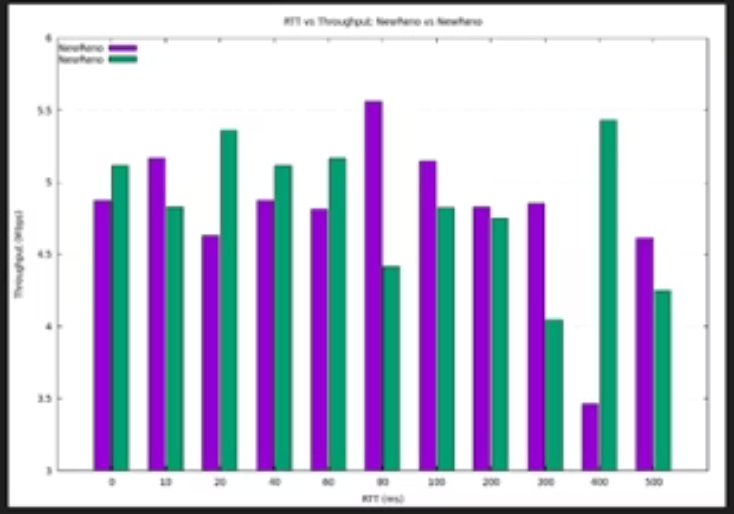 RTT vs Throughput: NewReno vs NewReno
NewReno
NewReno
6
5.5
5
4.5
4
3.5
3
Throughput (Mbps)
0 10 20 40 60 80 100 200 300 400 500
RTT (ms)